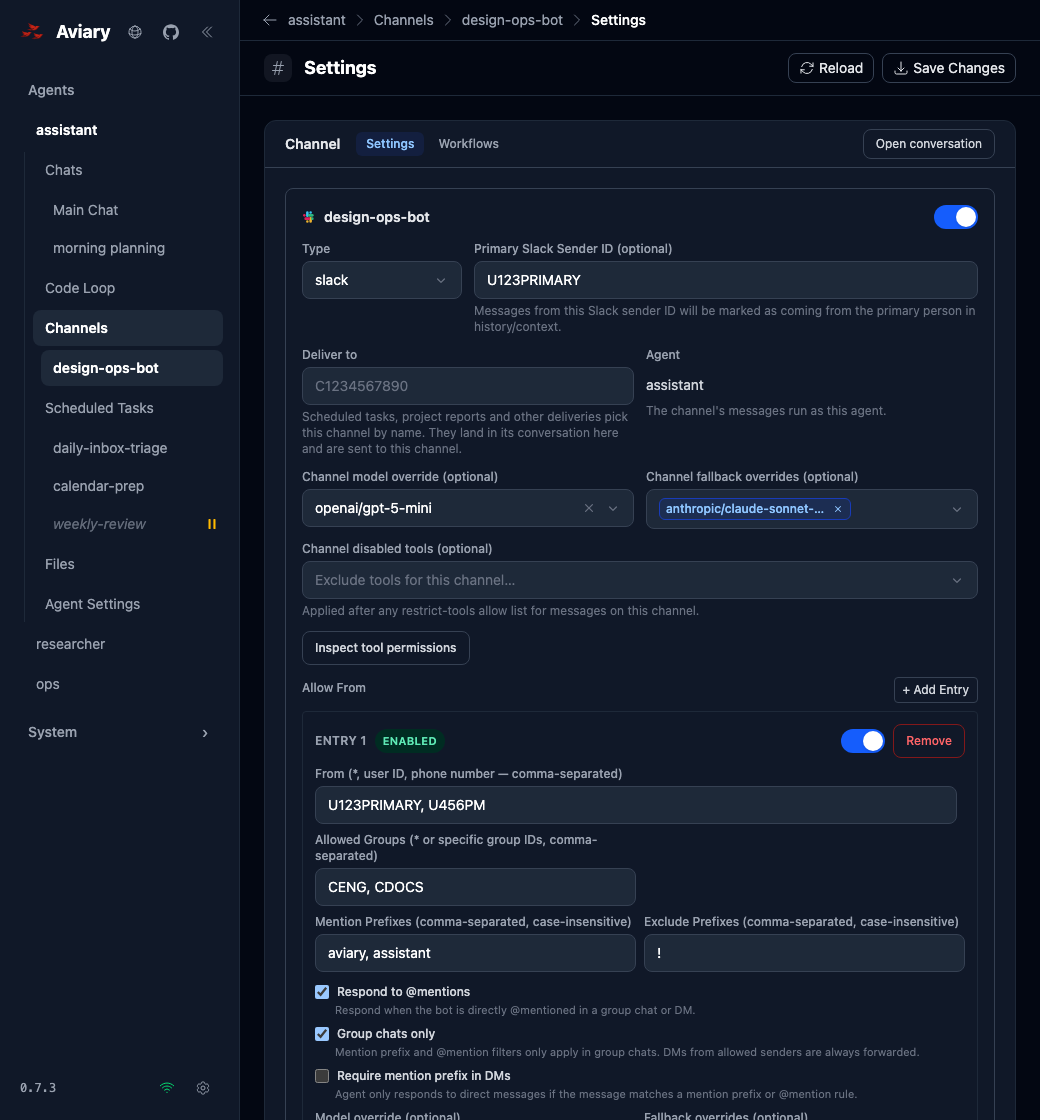 Aviary
Agents
assistant
Chats
Main Chat
morning planning
Code Loop
Channels
design-ops-bot
Scheduled Tasks
daily-inbox-triage
calendar-prep
weekly-review
Files
Agent Settings
researcher
ops
System
0.7.3
assistant
Channels
design-ops-bot
Settings
# Settings
Reload
Save Changes
Channel
Settings
Workflows
Open conversation
design-ops-bot
Type
Primary Slack Sender ID (optional)
slack
U123PRIMARY
Messages from this Slack sender ID will be marked as coming from the primary person in
history/context.
Deliver to
Agent
C1234567890
assistant
Scheduled tasks, project reports and other deliveries pick
this channel by name. They land in its conversation here
and are sent to this channel.
The channel's messages run as this agent.
Channel model override (optional)
Channel fallback overrides (optional)
openai/gpt-5-mini
anthropic/claude-sonnet-...
Channel disabled tools (optional)
Exclude tools for this channel...
Applied after any restrict-tools allow list for messages on this channel.
Inspect tool permissions
Allow From
+ Add Entry
ENTRY 1
ENABLED
Remove
From (*, user ID, phone number — comma-separated)
U123PRIMARY, U456PM
Allowed Groups (* or specific group IDs, comma-
separated)
CENG, CDOCS
Mention Prefixes (comma-separated, case-insensitive)
Exclude Prefixes (comma-separated, case-insensitive)
aviary, assistant
!
Respond to @mentions
Respond when the bot is directly @mentioned in a group chat or DM.
Group chats only
Mention prefix and @mention filters only apply in group chats. DMs from allowed senders are always forwarded.
Require mention prefix in DMs
Agent only responds to direct messages if the message matches a mention prefix or @mention rule.
Model override (optional)
Fallback overrides (optional)